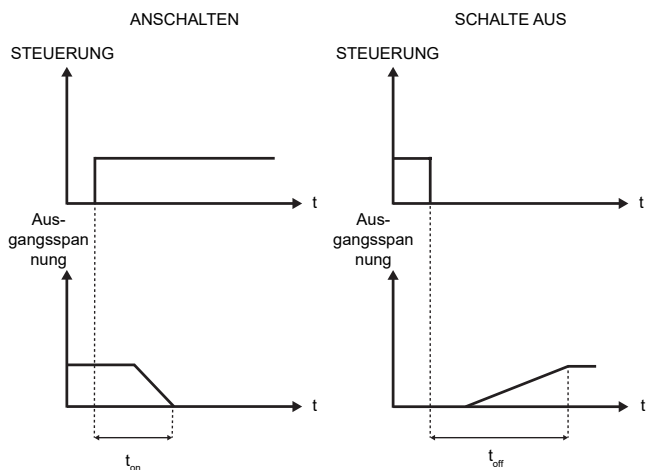 ANSCHALTEN
SCHALTE AUS
STEUERUNG
STEUERUNG
t
t
Aus-
gangsspan
nung
Aus-
gangsspan
nung
t
t
ton
toff